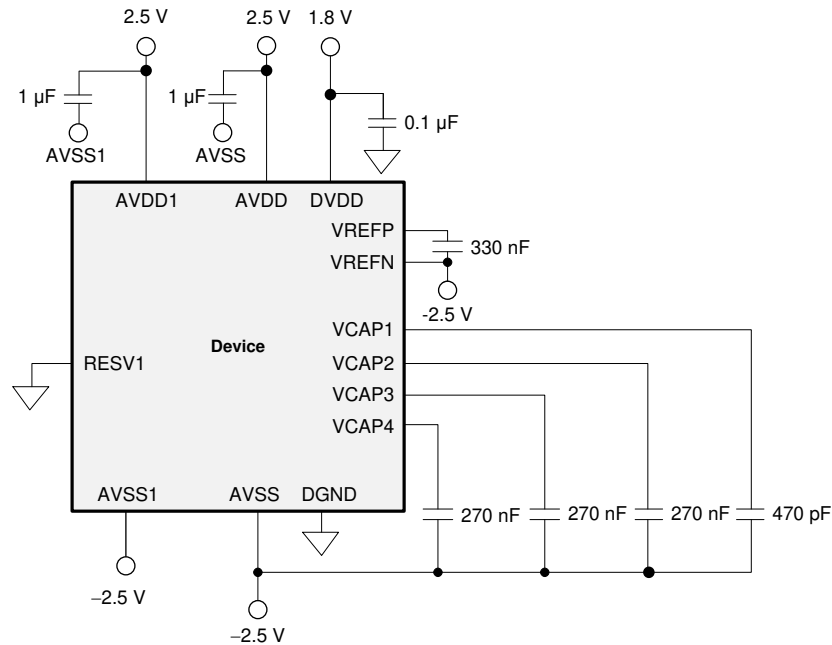 2.5 V 2.5 V 1.8 V
1 µF 1 µF 0.1 µF
AVSS1 AVSS
AVDD1 AVDD DVDD
VREFP
330 nF
VREFN
-2.5 V
VCAP1
Device
RESV1 VCAP2
VCAP3
VCAP4
AVSS1 AVSS DGND
270 nF 270 nF 270 nF 470 pF
–2.5 V
–2.5 V